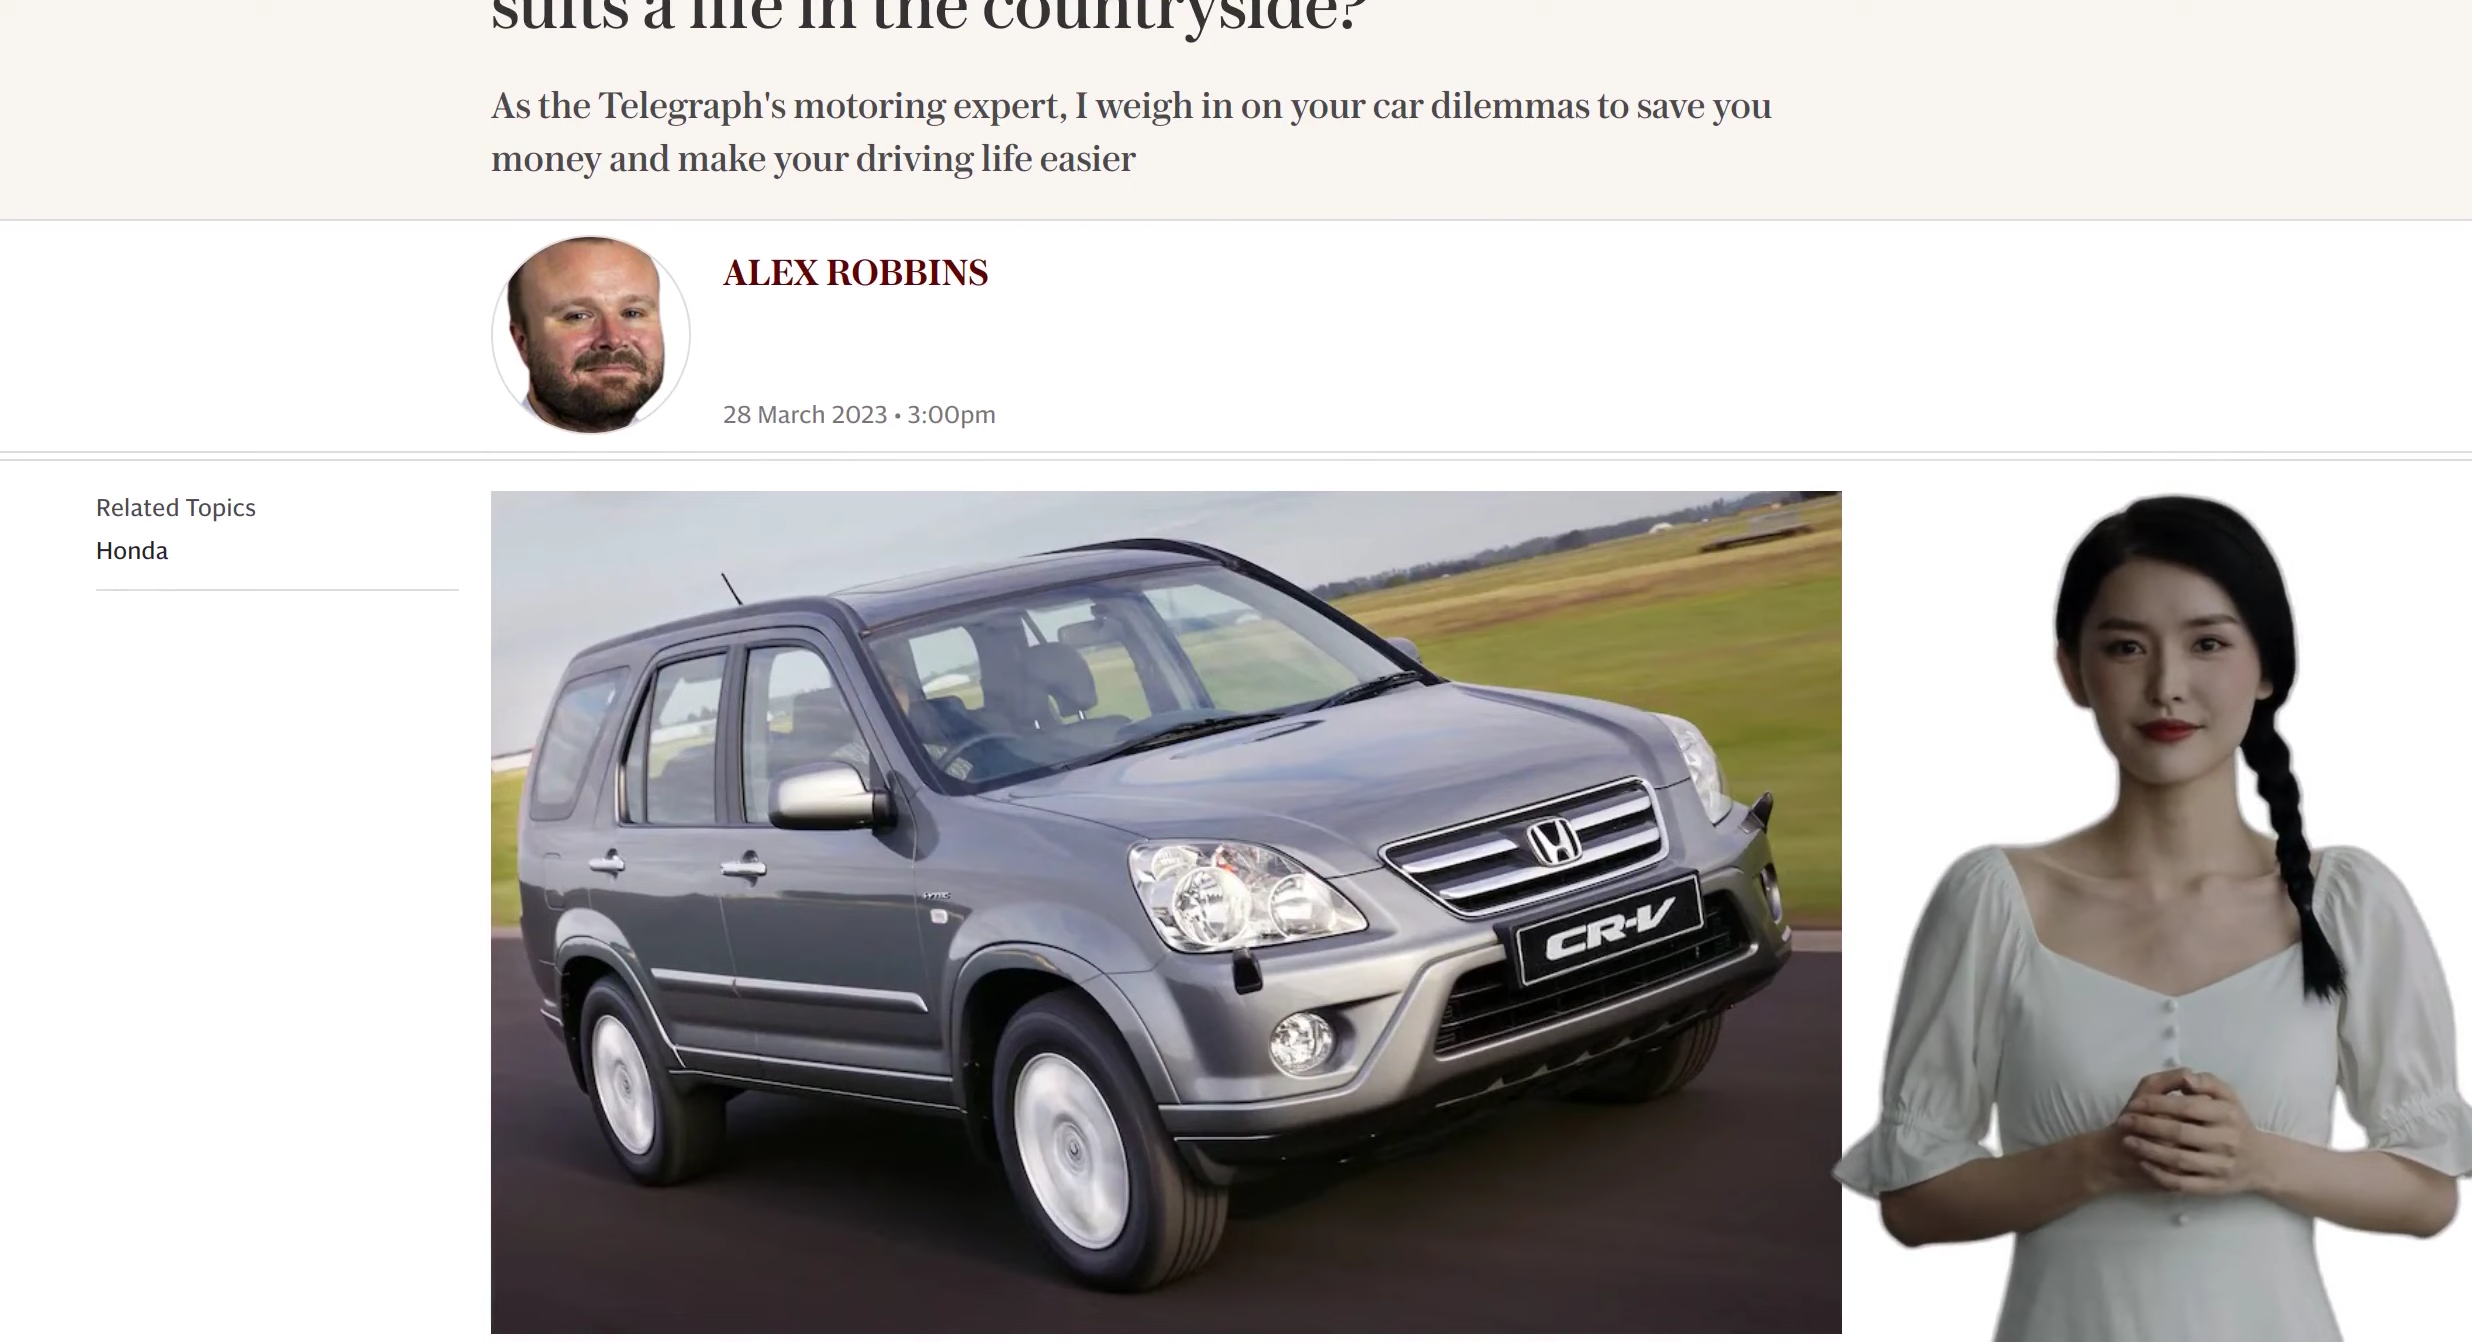 suits a life in the countryside?
As the Telegraph's motoring expert, I weigh in on your car dilemmas to save you
money and make your driving life easier
ALEX ROBBINS
28 March 2023 • 3:00pm
Related Topics
Honda
CR-V